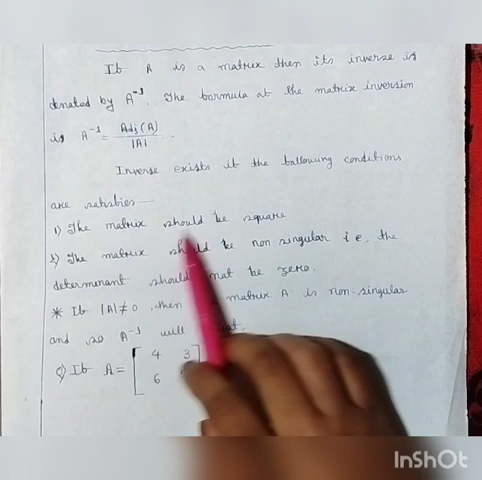 If A is a matrix then its inverse is
denoted by A⁻¹. The formula of the matrix inversion
is A⁻¹ = Adj(A) / |A| .
Inverse exists if the following conditions
are satisfies —
1) The matrix should be square
2) The matrix should be non singular i.e, the
determinant should not be zero.
* If |A| ≠ 0, then matrix A is non-singular
and so A⁻¹ will
Q) If A = [ 4 3
6
InShOt